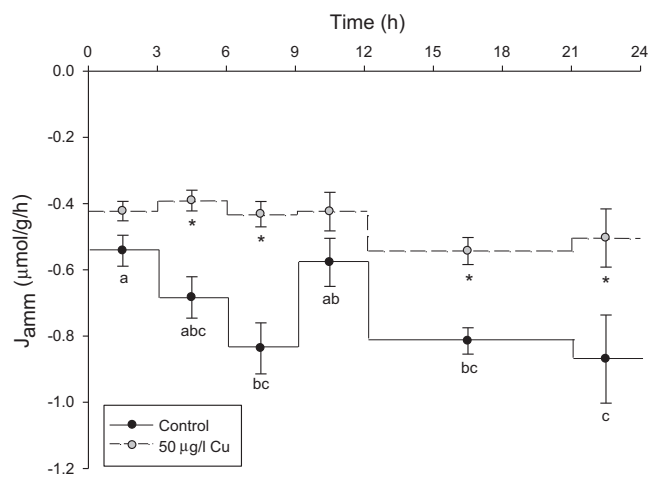 Time (h)
0 3 6 9 12 15 18 21 24
0.0
-0.2
-0.4
-0.6
-0.8
-1.0
-1.2
Jamm (µmol/g/h)
* * * *
a abc bc ab bc c
Control
50 µg/l Cu